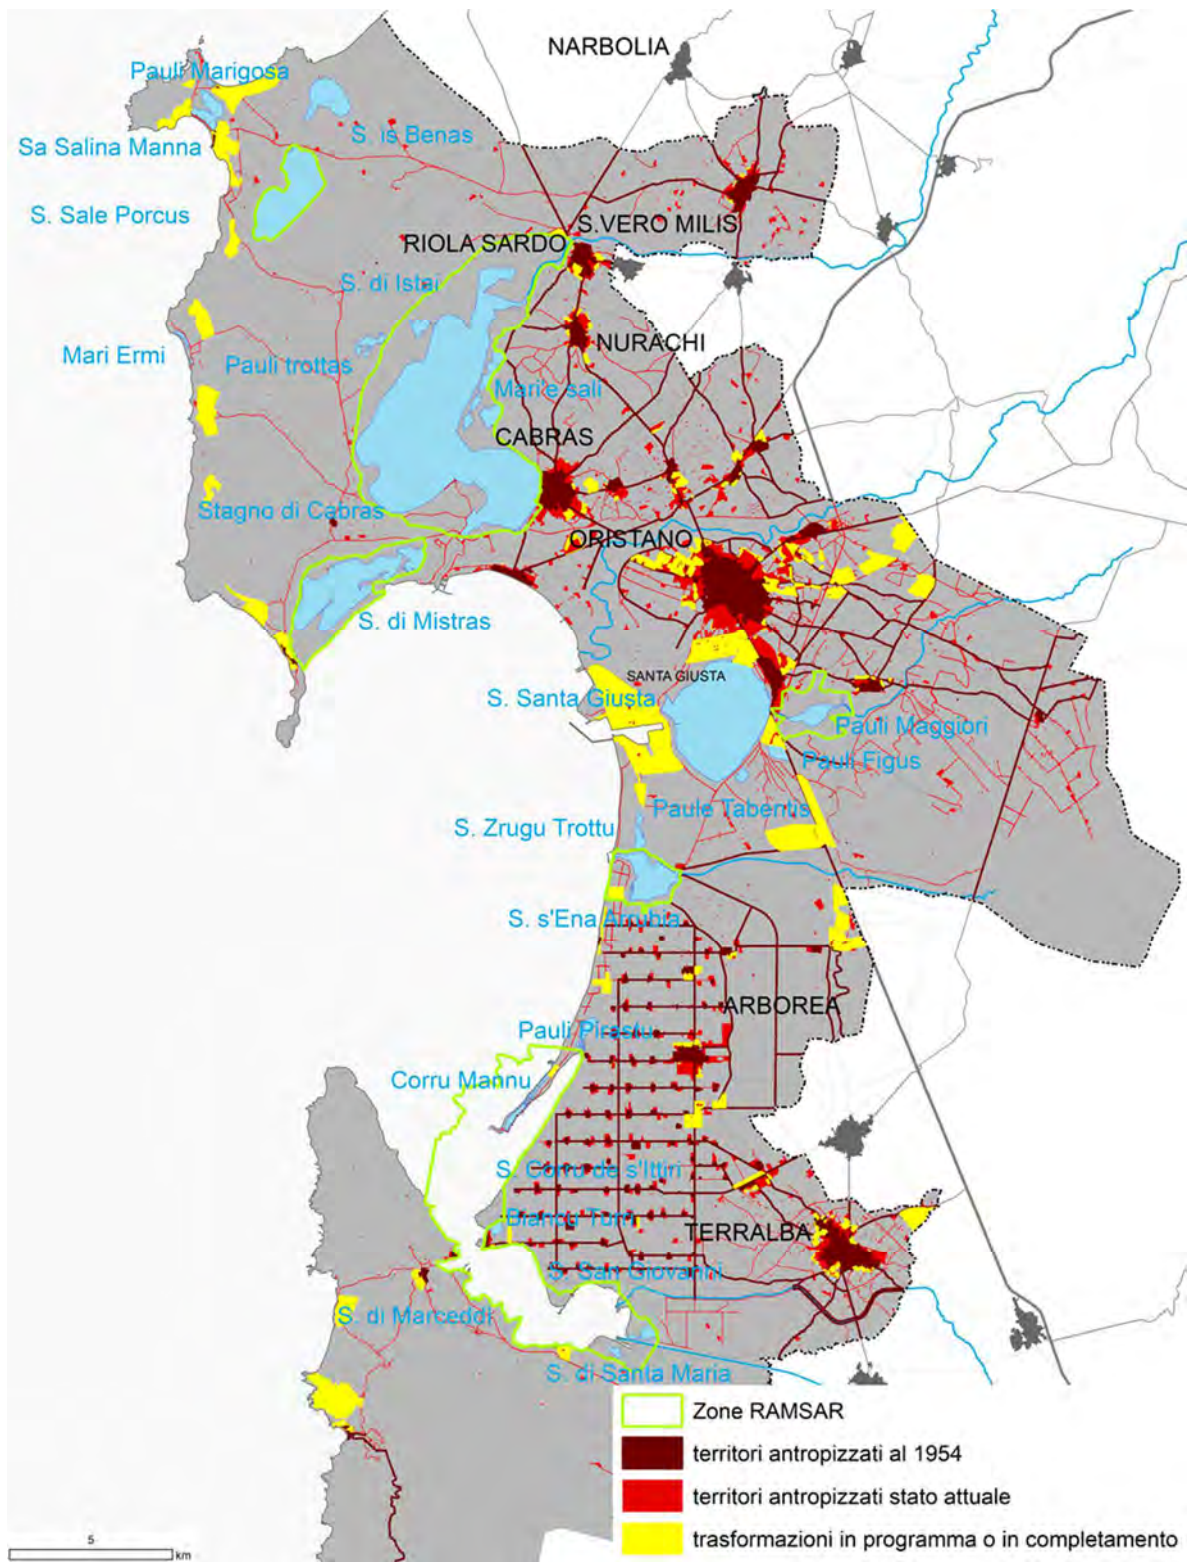 NARBOLIA
Pauli Marigosa
S. is Benas
Sa Salina Manna
S. Sale Porcus
S.VERO MILIS
RIOLA SARDO
S. di Istai
NURACHI
Mari Ermi
Pauli trottas
Mari'e sali
CABRAS
Stagno di Cabras
ORISTANO
S. di Mistras
SANTA GIUSTA
S. Santa Giusta
Pauli Maggiori
Pauli Figus
Paule Tabentis
S. Zrugu Trottu
S. s'Ena Arrubia
ARBOREA
Pauli Pirastu
Corru Mannu
S. Corru de s'Ittiri
Biancu Turri
TERRALBA
S. San Giovanni
S. di Marceddì
S. di Santa Maria
Zone RAMSAR
territori antropizzati al 1954
territori antropizzati stato attuale
trasformazioni in programma o in completamento
5
km